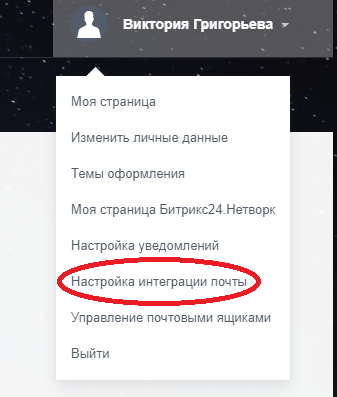 Виктория Григорьева
Моя страница
Изменить личные данные
Темы оформления
Моя страница Битрикс24.Нетворк
Настройка уведомлений
Настройка интеграции почты
Управление почтовыми ящиками
Выйти